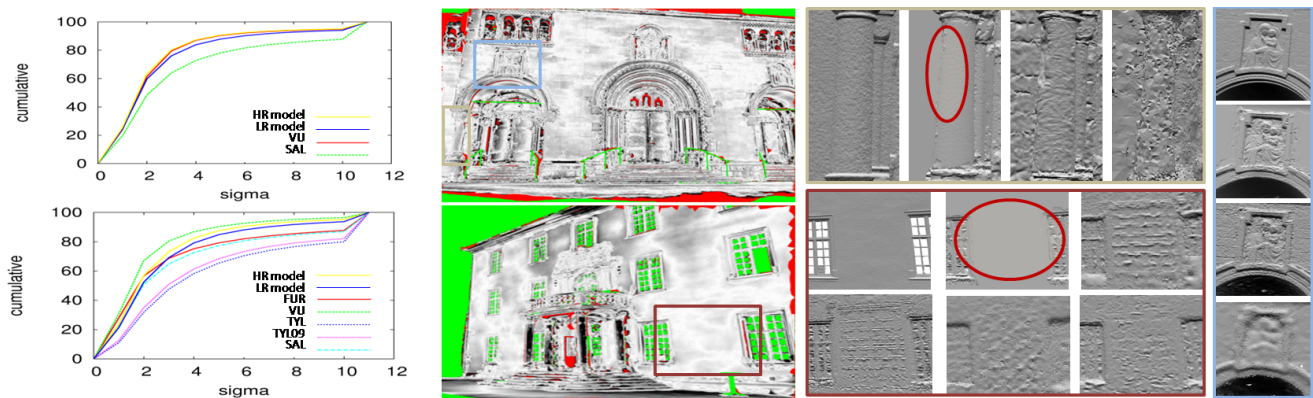 100
80
60
40
20
0
cumulative
HR model
LR model
VU
SAL
0 2 4 6 8 10 12
sigma
100
80
60
40
20
0
cumulative
HR model
LR model
FUR
VU
TYL
TYL09
SAL
0 2 4 6 8 10 12
sigma